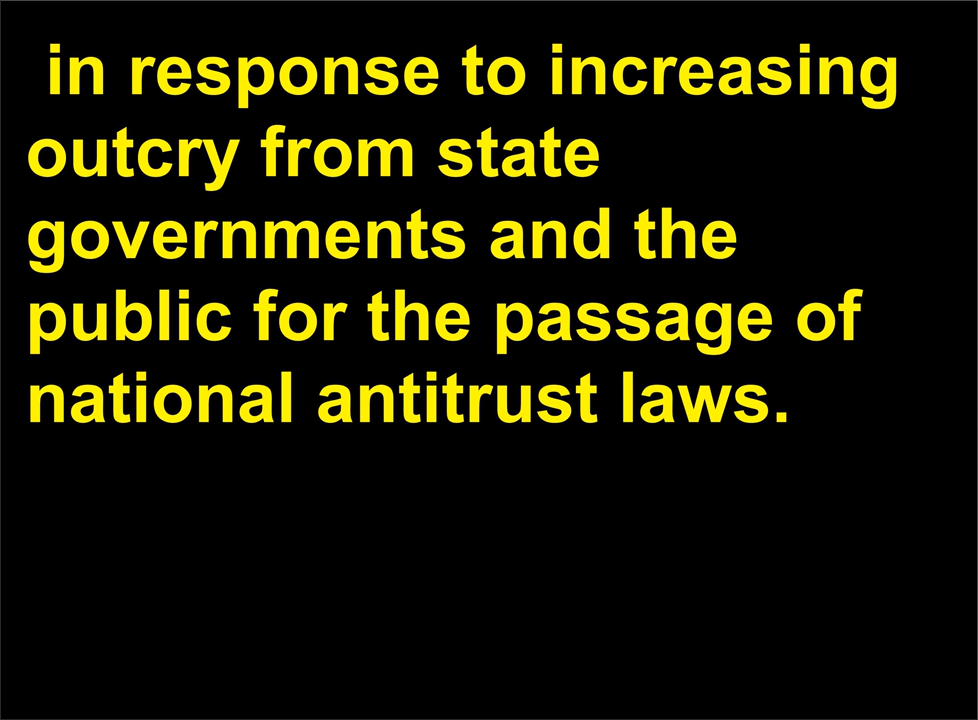 in response to increasing
outcry from state
governments and the
public for the passage of
national antitrust laws.